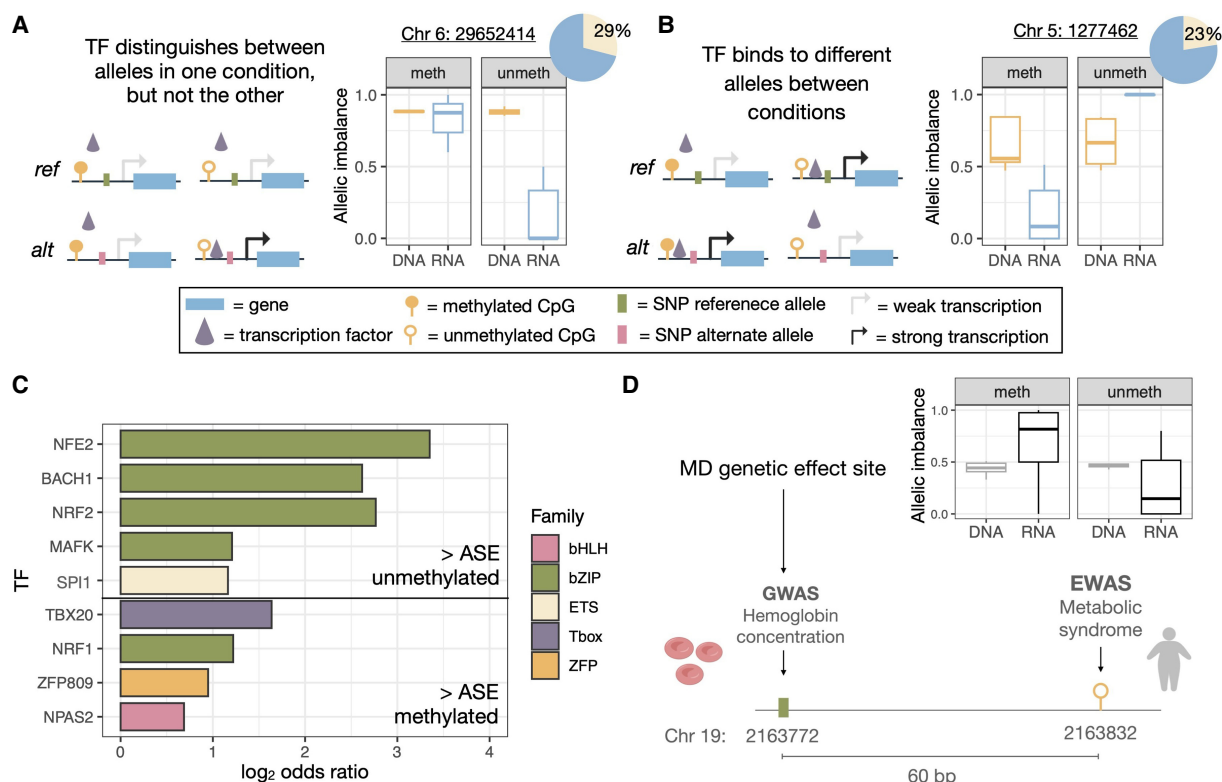 A
TF distinguishes between
alleles in one condition,
but not the other
Chr 6: 29652414
29%
meth
unmeth
Allelic imbalance
1.0
0.5
0.0
DNA RNA
DNA RNA
ref
alt
B
TF binds to different
alleles between
conditions
Chr 5: 1277462
23%
meth
unmeth
Allelic imbalance
1.0
0.5
0.0
DNA RNA
DNA RNA
ref
alt
= gene
= methylated CpG
= SNP referenece allele
= weak transcription
= transcription factor
= unmethylated CpG
= SNP alternate allele
= strong transcription
C
TF
NFE2
BACH1
NRF2
MAFK
SPI1
TBX20
NRF1
ZFP809
NPAS2
> ASE
unmethylated
> ASE
methylated
0 1 2 3 4
log2 odds ratio
Family
bHLH
bZIP
ETS
Tbox
ZFP
D
meth
unmeth
Allelic imbalance
1.0
0.5
0.0
DNA RNA
DNA RNA
MD genetic effect site
GWAS
Hemoglobin
concentration
EWAS
Metabolic
syndrome
Chr 19: 2163772
2163832
60 bp